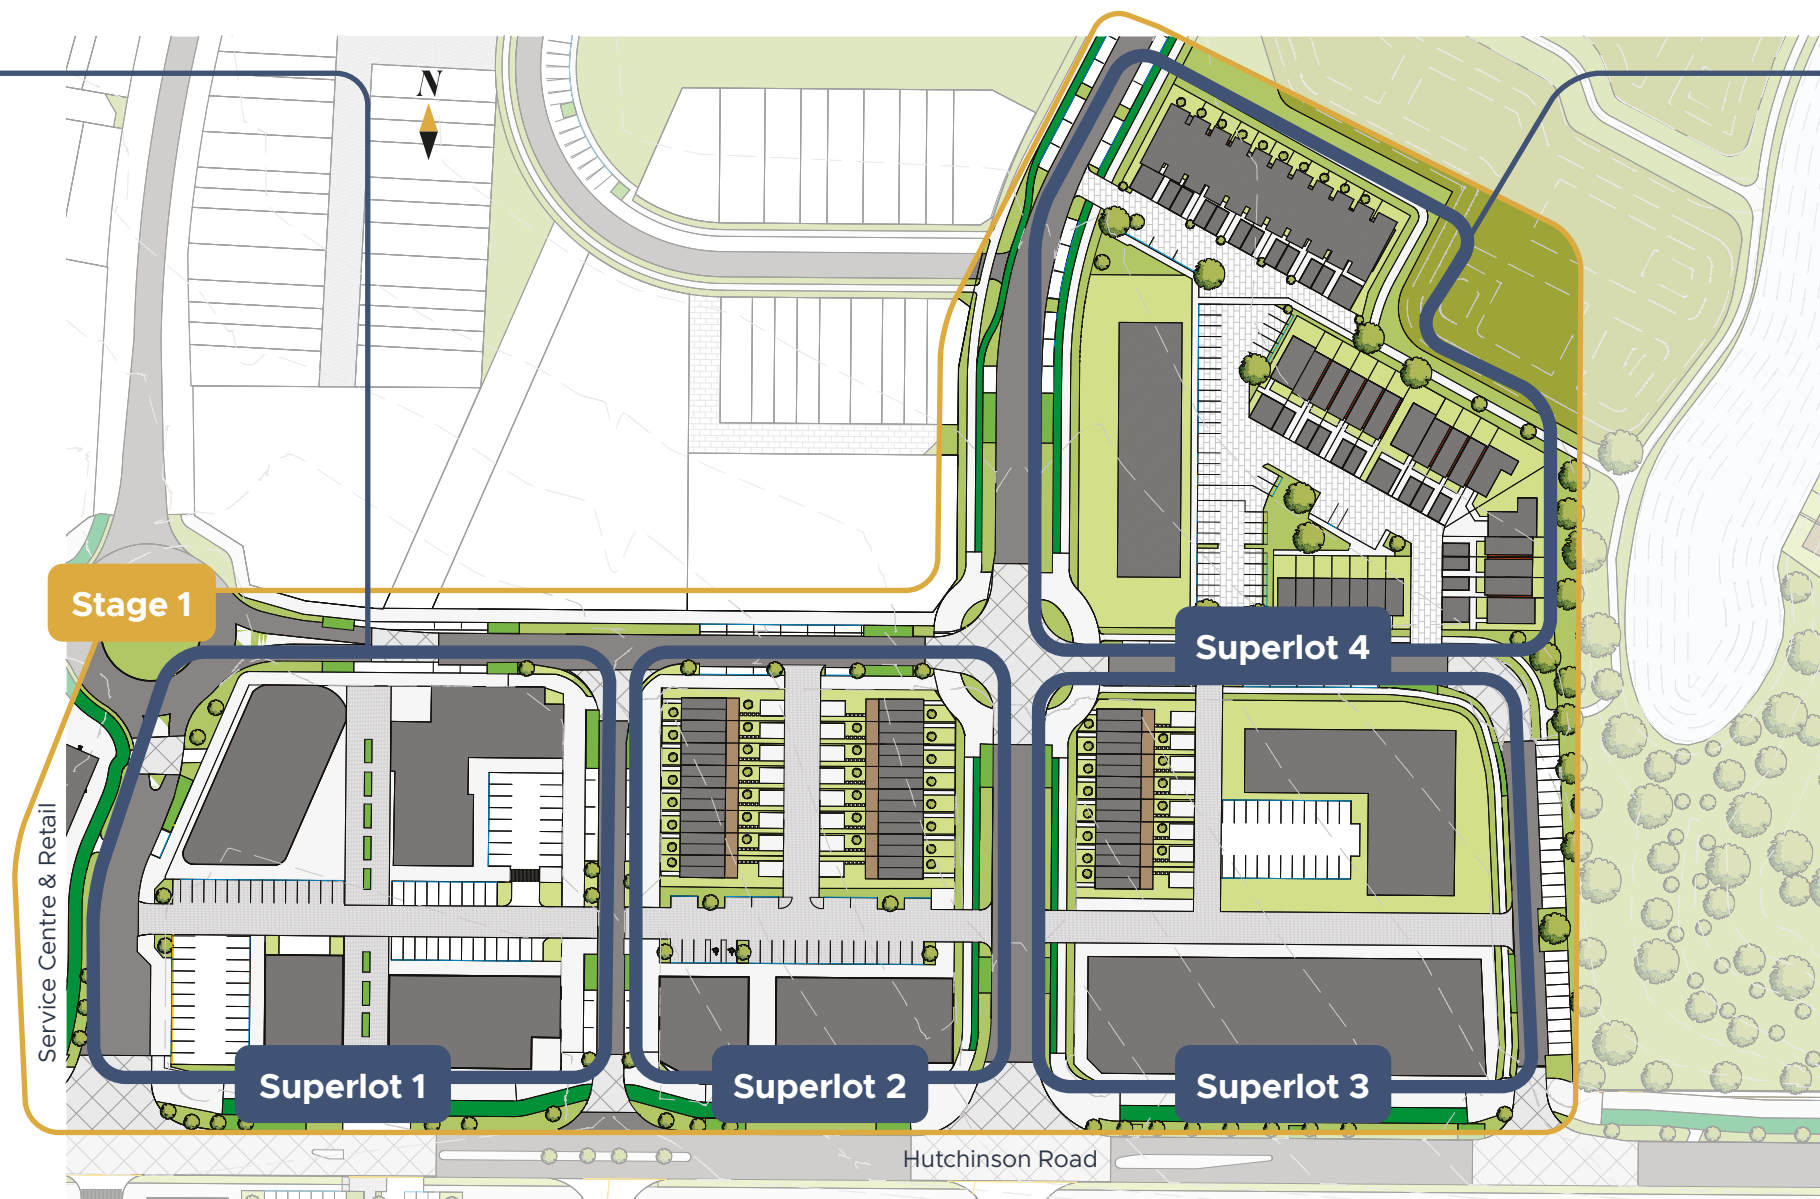 N
Stage 1
Superlot 4
Service Centre & Retail
Superlot 1
Superlot 2
Superlot 3
Hutchinson Road